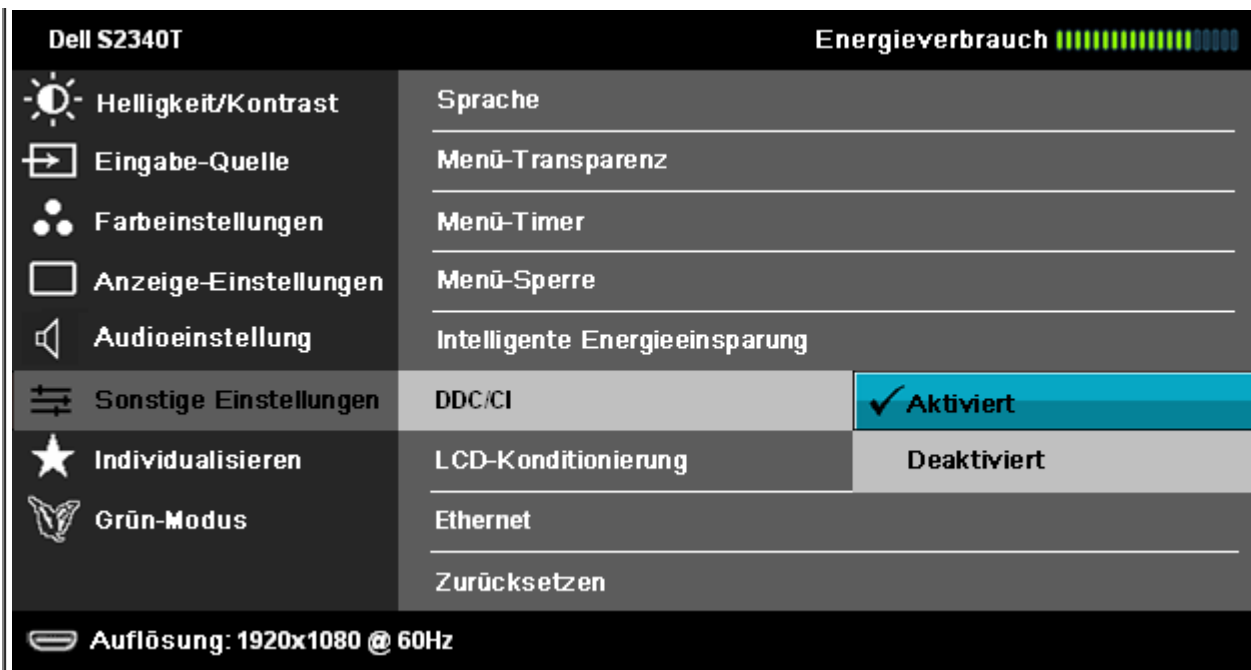 Dell S2340T Energieverbrauch
Helligkeit/Kontrast
Eingabe-Quelle
Farbeinstellungen
Anzeige-Einstellungen
Audioeinstellung
Sonstige Einstellungen
Individualisieren
Grün-Modus
Sprache
Menü-Transparenz
Menü-Timer
Menü-Sperre
Intelligente Energieeinsparung
DDC/CI
LCD-Konditionierung
Ethernet
Zurücksetzen
Aktiviert
Deaktiviert
Auflösung: 1920x1080 @ 60Hz